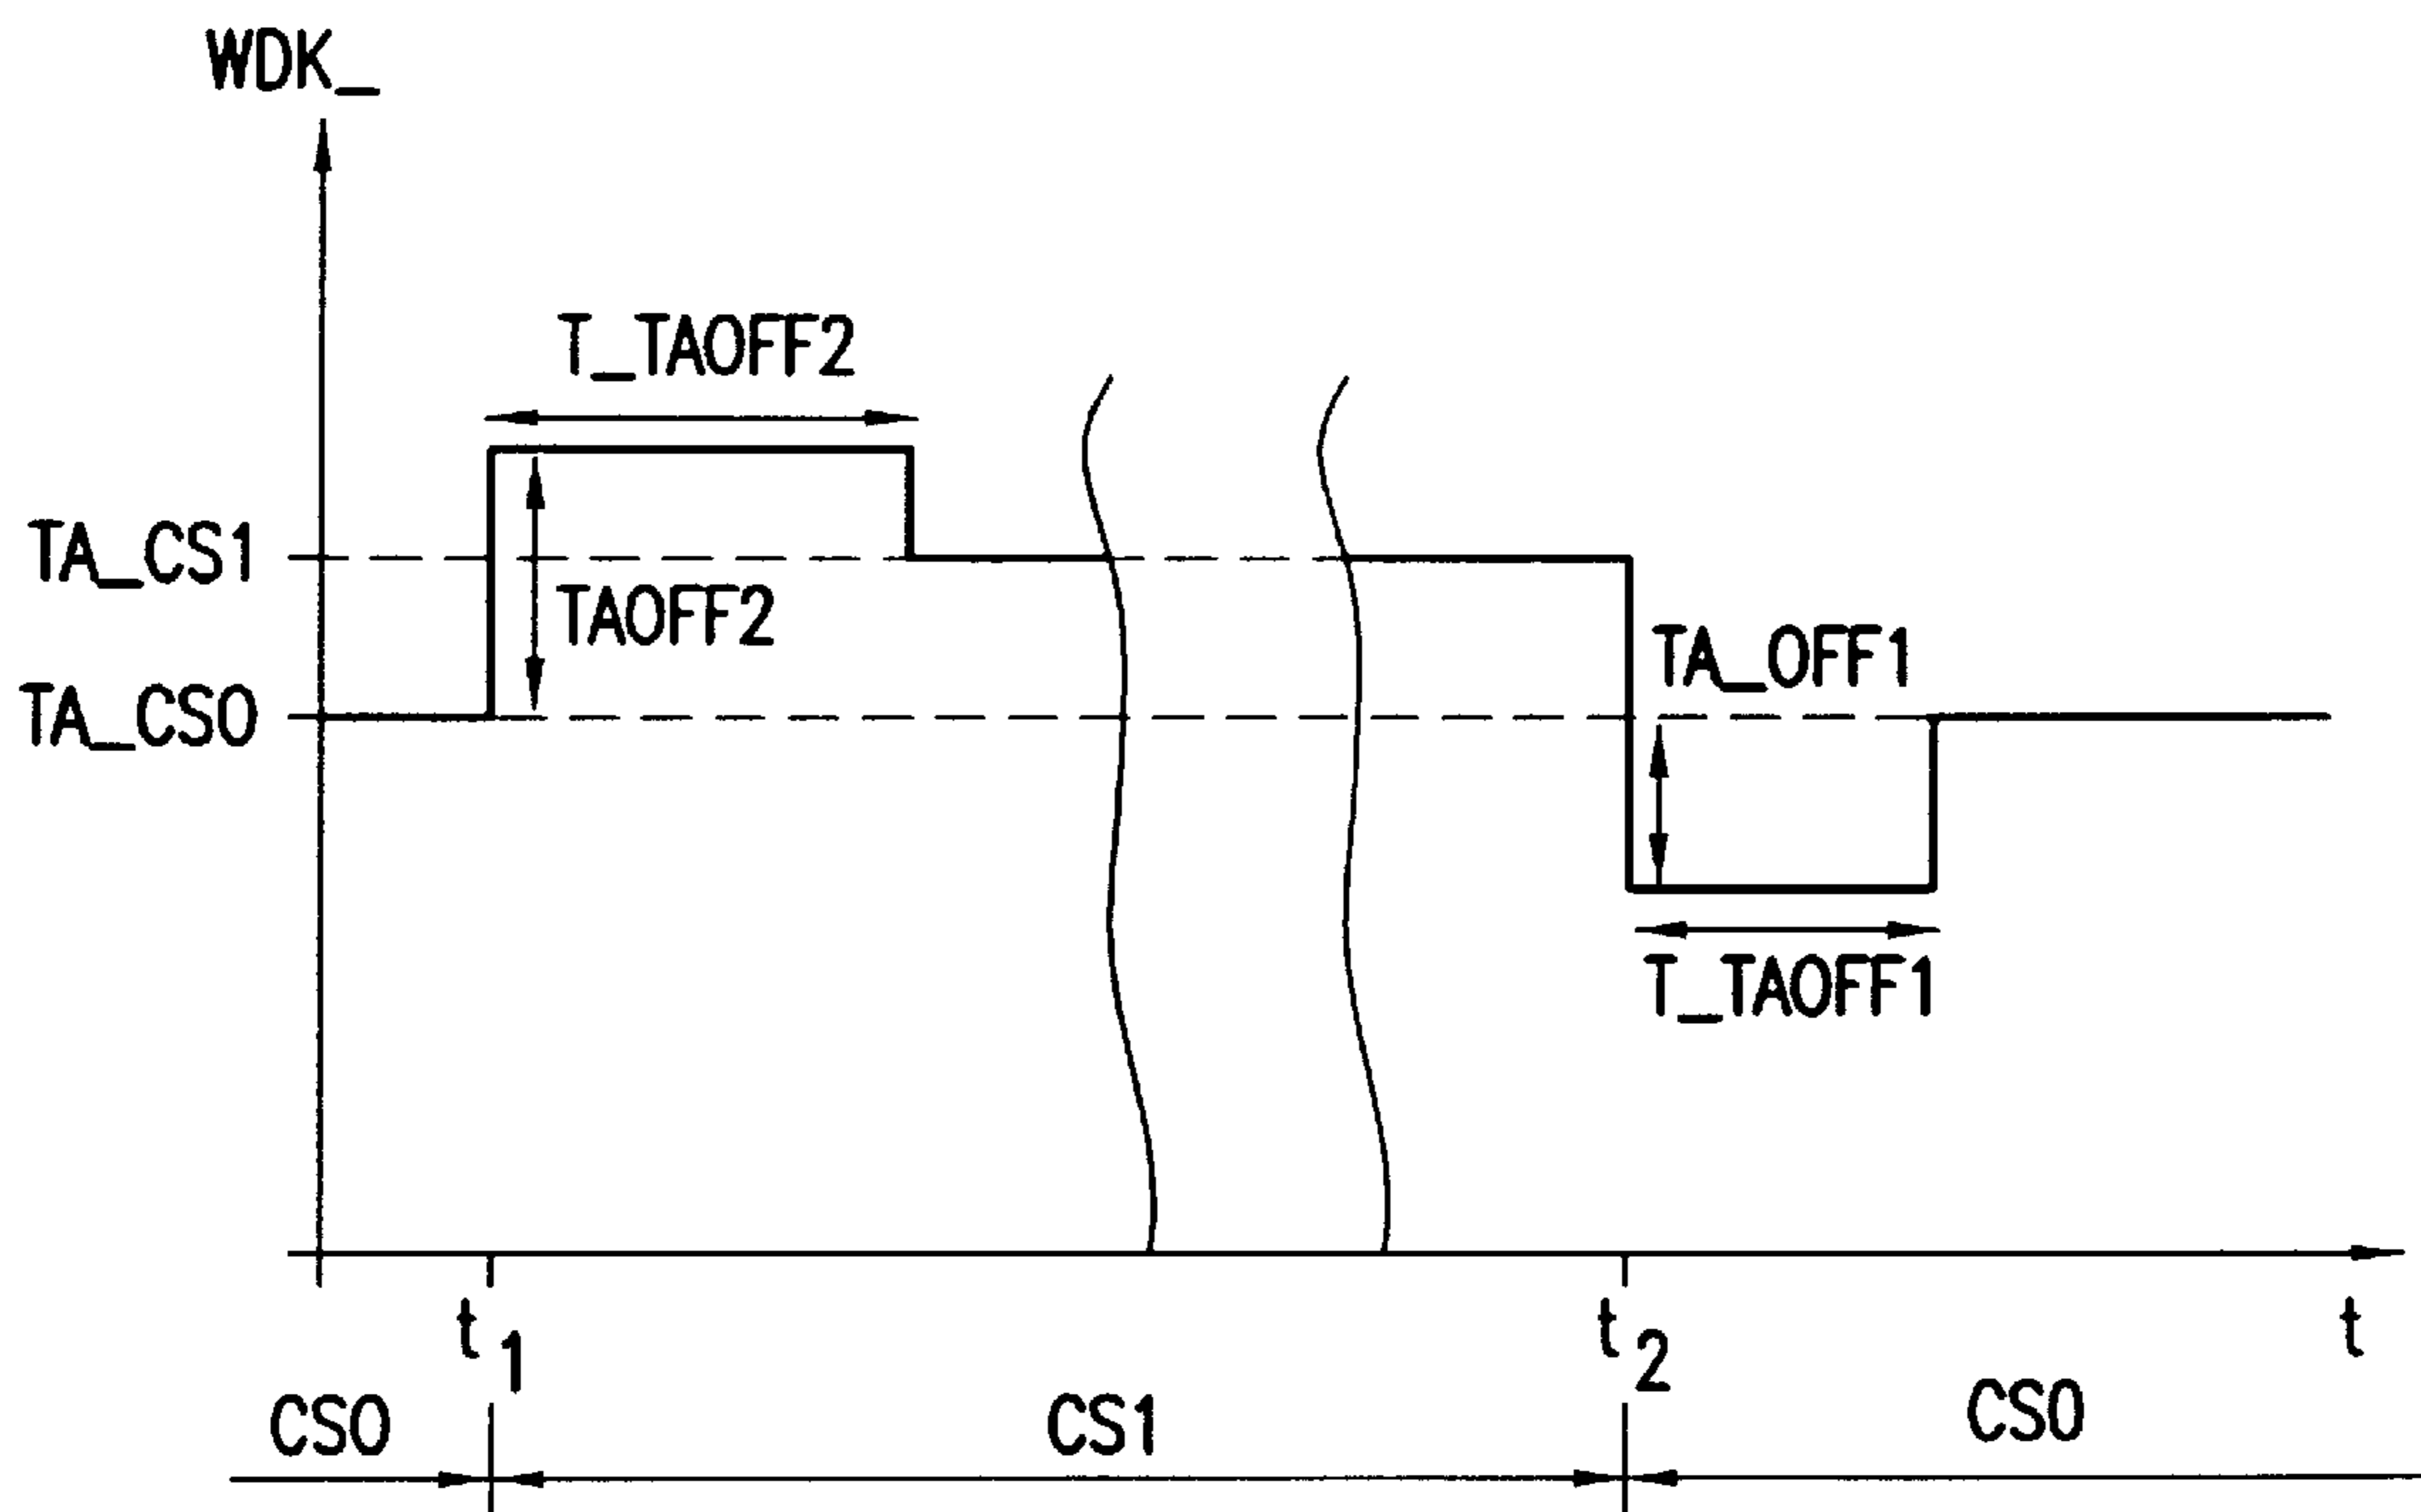 WDK_
T_TAOFF2
TA_CS1
TAOFF2
TA_OFF1
TA_CS0
T_TAOFF1
t1
t2
t
CS0
CS1
CS0